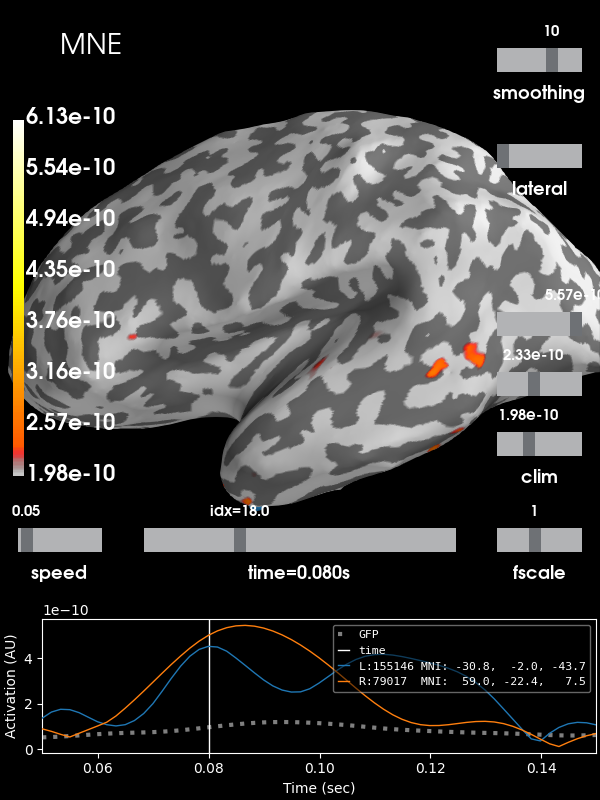 MNE
10
smoothing
6.13e-10
5.54e-10
4.94e-10
4.35e-10
3.76e-10
3.16e-10
2.57e-10
1.98e-10
lateral
5.57e-10
2.33e-10
1.98e-10
clim
0.05
speed
idx=18.0
time=0.080s
1
fscale
1e−10
Activation (AU)
4
2
0
GFP
time
L:155146 MNI: -30.8,  -2.0, -43.7
R:79017  MNI:  59.0, -22.4,   7.5
0.06 0.08 0.10 0.12 0.14
Time (sec)